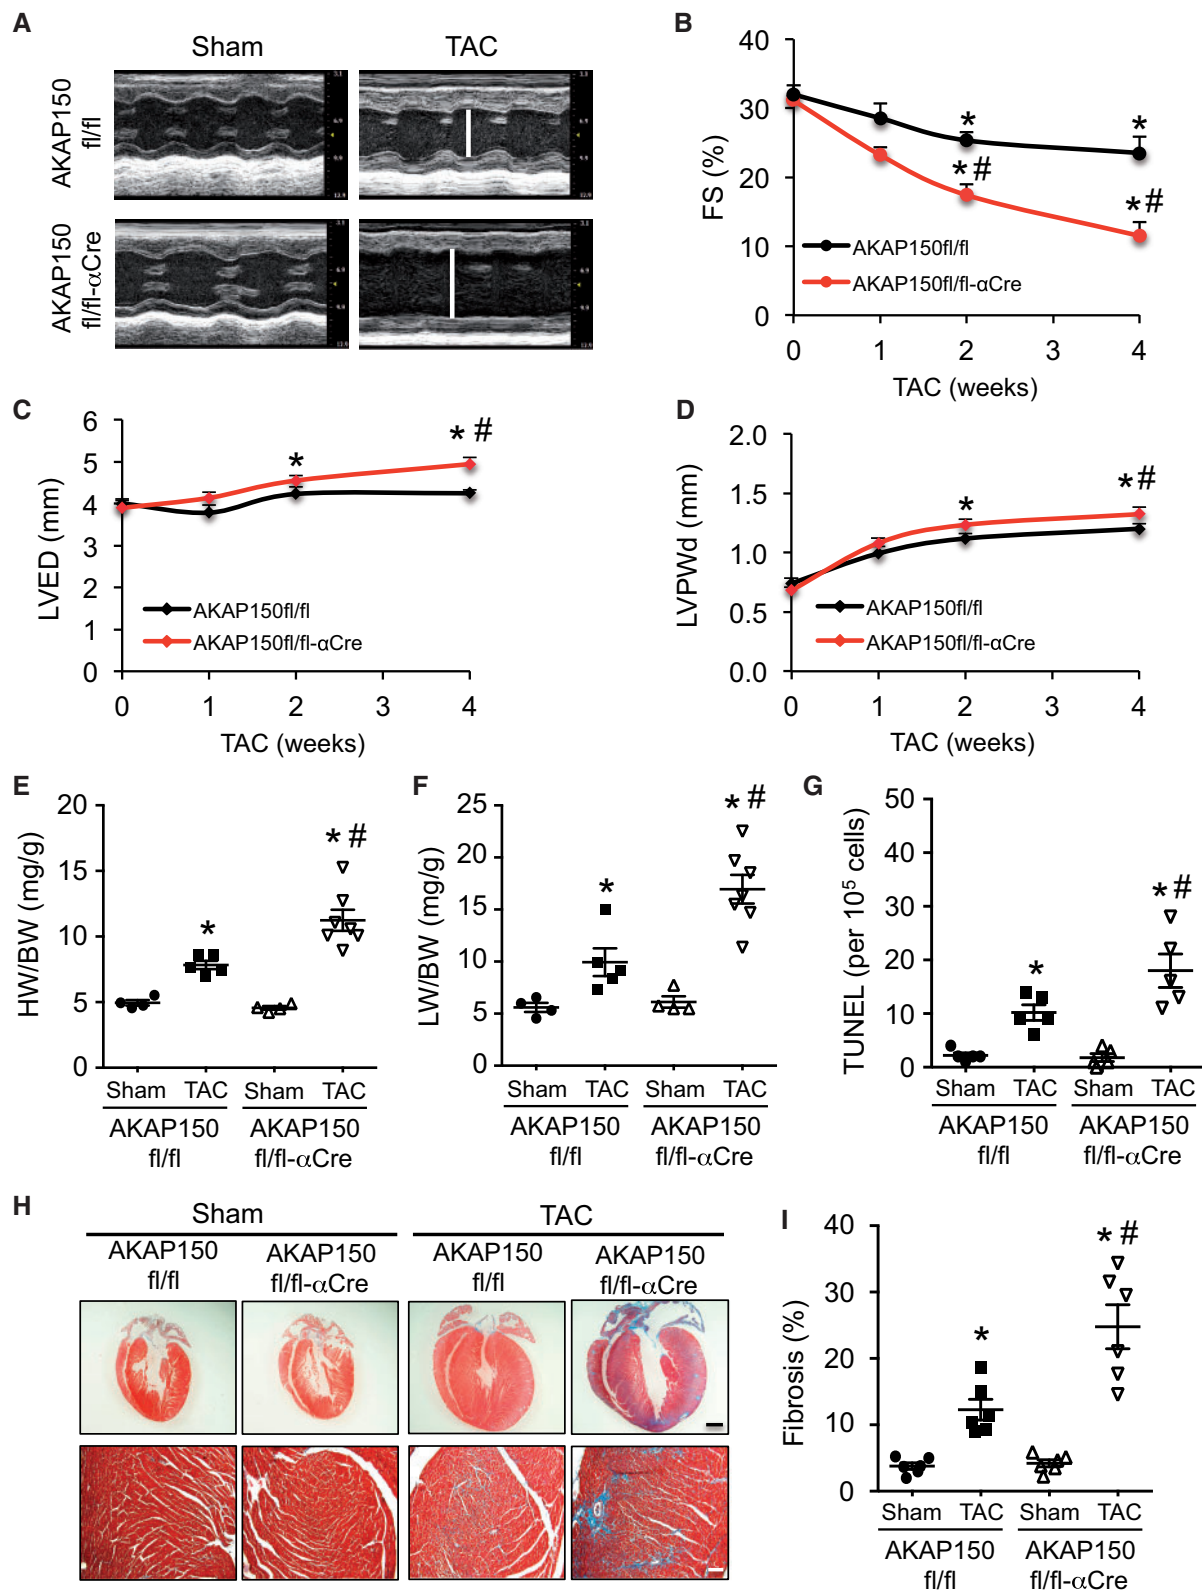 A
Sham
TAC
AKAP150
fl/fl
AKAP150
fl/fl-αCre
B
40
30
20
10
0
FS (%)
*
*
* #
* #
AKAP150fl/fl
AKAP150fl/fl-αCre
0 1 2 3 4
TAC (weeks)
C
6
5
4
3
2
1
0
LVED (mm)
*
* #
AKAP150fl/fl
AKAP150fl/fl-αCre
0 1 2 3 4
TAC (weeks)
D
2.0
1.5
1.0
0.5
0.0
LVPWd (mm)
*
* #
AKAP150fl/fl
AKAP150fl/fl-αCre
0 1 2 3 4
TAC (weeks)
E
20
15
10
5
0
HW/BW (mg/g)
*
* #
Sham TAC Sham TAC
AKAP150 AKAP150
fl/fl fl/fl-αCre
F
25
20
15
10
5
0
LW/BW (mg/g)
*
* #
Sham TAC Sham TAC
AKAP150 AKAP150
fl/fl fl/fl-αCre
G
50
40
30
20
10
0
TUNEL (per 10⁵ cells)
*
* #
Sham TAC Sham TAC
AKAP150 AKAP150
fl/fl fl/fl-αCre
H
Sham TAC
AKAP150 AKAP150 AKAP150 AKAP150
fl/fl fl/fl-αCre fl/fl fl/fl-αCre
I
40
30
20
10
0
Fibrosis (%)
*
* #
Sham TAC Sham TAC
AKAP150 AKAP150
fl/fl fl/fl-αCre